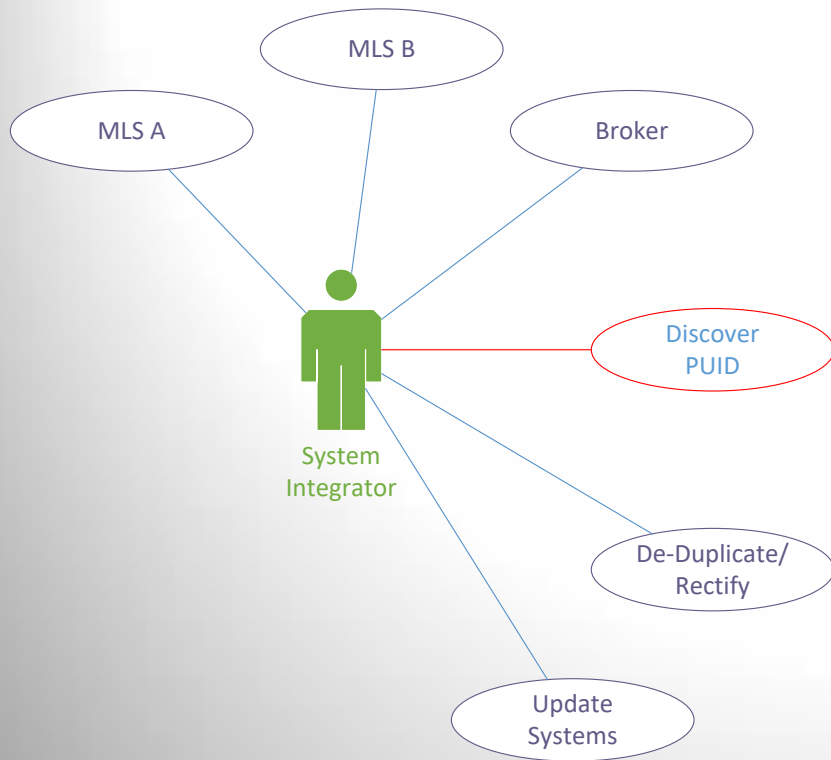 MLS B
MLS A
Broker
Discover
PUID
System
Integrator
De-Duplicate/
Rectify
Update
Systems